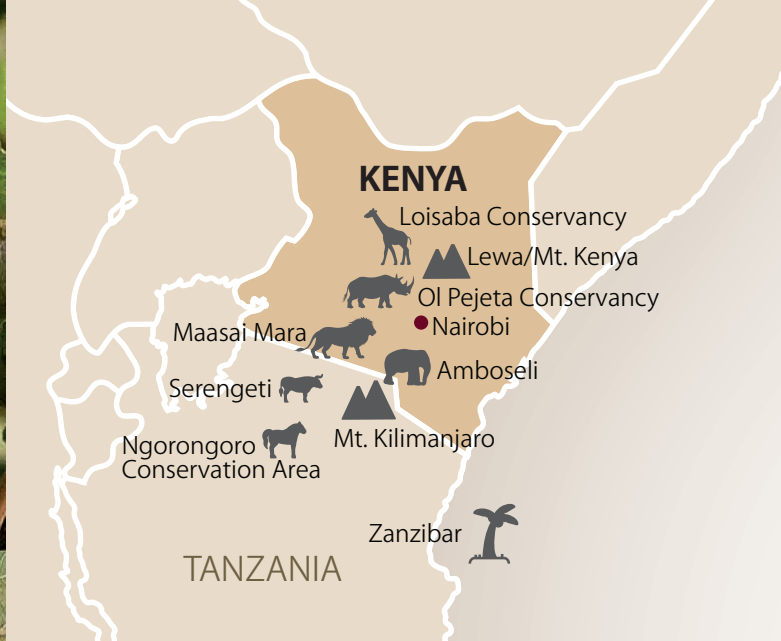 KENYA
Loisaba Conservancy
Lewa/Mt. Kenya
Ol Pejeta Conservancy
Nairobi
Maasai Mara
Amboseli
Serengeti
Mt. Kilimanjaro
Ngorongoro
Conservation Area
Zanzibar
TANZANIA